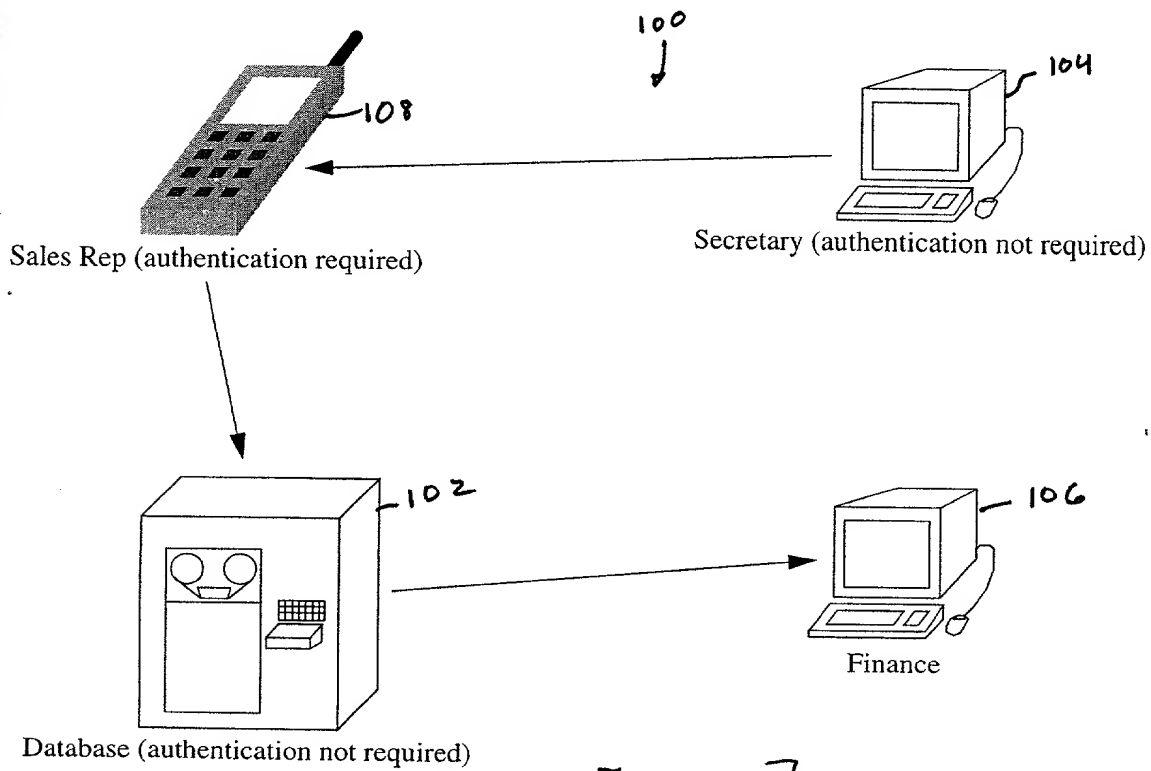 100
104
108
Sales Rep (authentication required)
Secretary (authentication not required)
102
106
Finance
Database (authentication not required)